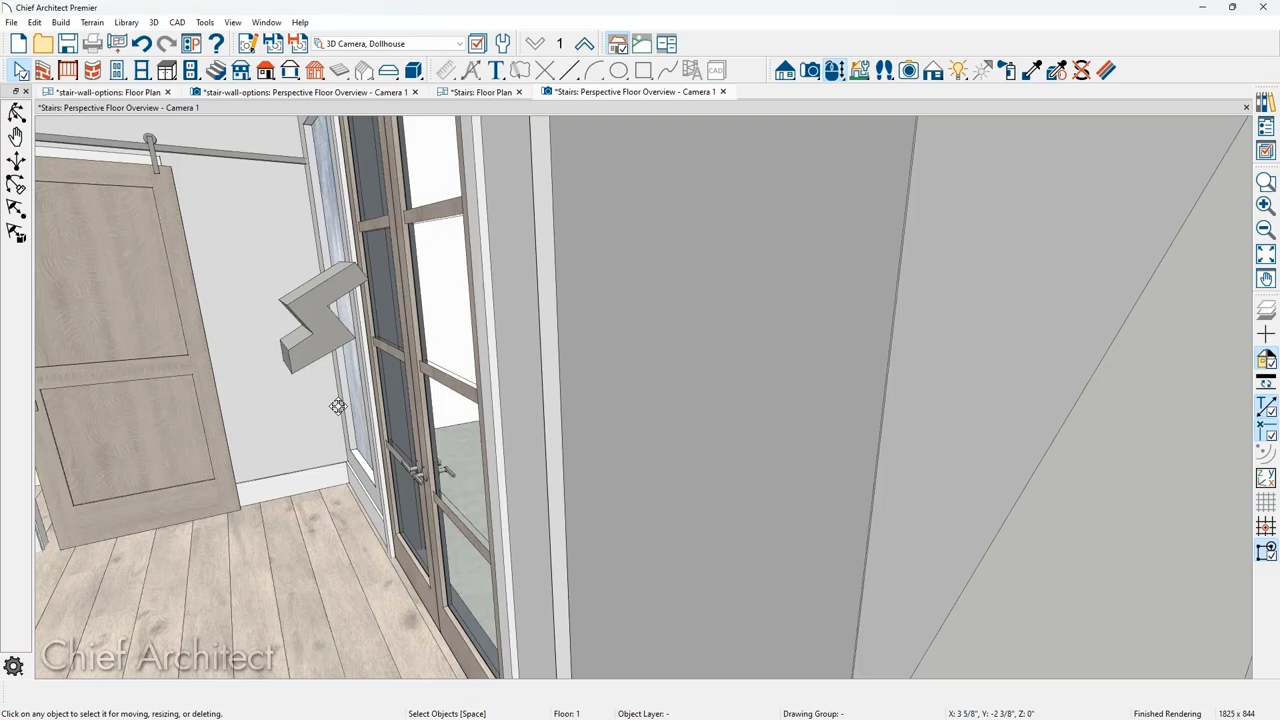 Chief Architect Premier
File Edit Build Terrain Library 3D CAD Tools View Window Help
3D Camera, Dollhouse
1
*stair-wall-options: Floor Plan
*stair-wall-options: Perspective Floor Overview - Camera 1
*Stairs: Floor Plan
*Stairs: Perspective Floor Overview - Camera 1
*Stairs: Perspective Floor Overview - Camera 1
Chief Architect
Click on any object to select it for moving, resizing, or deleting.
Select Objects [Space]
Floor: 1
Object Layer: -
Drawing Group: -
X: 3 5/8", Y: -2 3/8", Z: 0"
Finished Rendering
1825 x 844